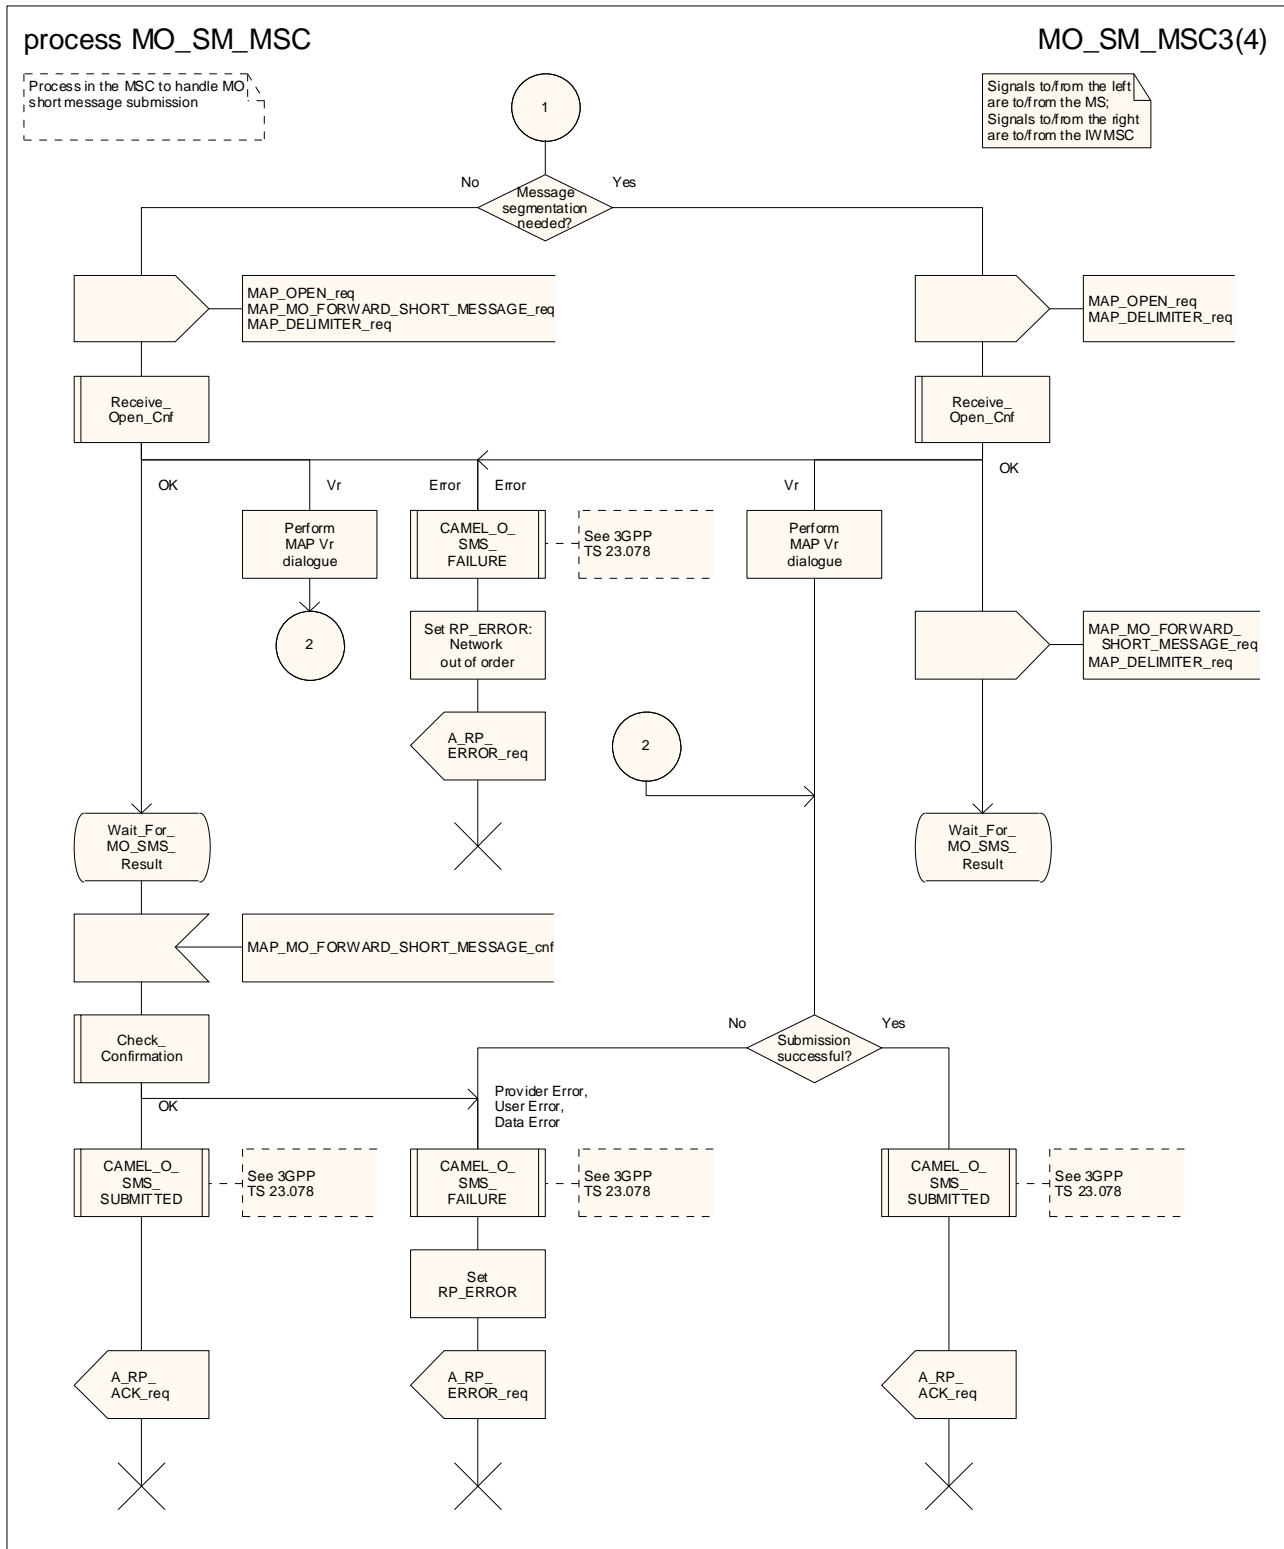 process MO_SM_MSC
MO_SM_MSC3(4)
Process in the MSC to handle MO
short message submission
1
Signals to/from the left
are to/from the MS;
Signals to/from the right
are to/from the IWMSC
No
Yes
Message
segmentation
needed?
MAP_OPEN_req
MAP_MO_FORWARD_SHORT_MESSAGE_req
MAP_DELIMITER_req
MAP_OPEN_req
MAP_DELIMITER_req
Receive_
Open_Cnf
Receive_
Open_Cnf
OK
Vr
Error
Error
Vr
OK
Perform
MAP Vr
dialogue
CAMEL_O_
SMS_
FAILURE
See 3GPP
TS 23.078
Perform
MAP Vr
dialogue
2
Set RP_ERROR:
Network
out of order
MAP_MO_FORWARD_
SHORT_MESSAGE_req
MAP_DELIMITER_req
A_RP_
ERROR_req
2
Wait_For_
MO_SMS_
Result
Wait_For_
MO_SMS_
Result
MAP_MO_FORWARD_SHORT_MESSAGE_cnf
Check_
Confirmation
No
Yes
Submission
successful?
OK
Provider Error,
User Error,
Data Error
CAMEL_O_
SMS_
SUBMITTED
See 3GPP
TS 23.078
CAMEL_O_
SMS_
FAILURE
See 3GPP
TS 23.078
CAMEL_O_
SMS_
SUBMITTED
See 3GPP
TS 23.078
Set
RP_ERROR
A_RP_
ACK_req
A_RP_
ERROR_req
A_RP_
ACK_req